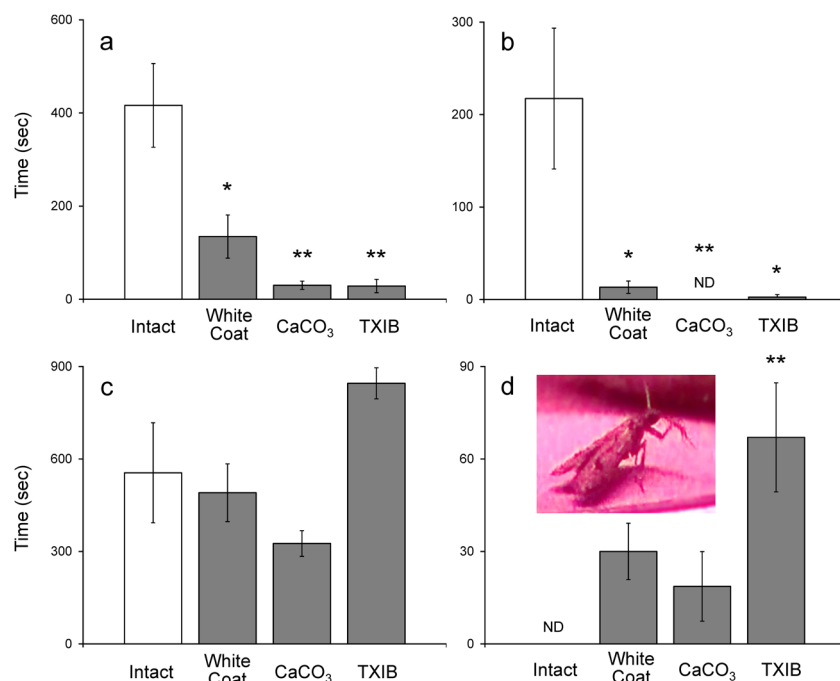 a
Time (sec)
600
400
200
0
*
**
**
Intact
White
Coat
CaCO₃
TXIB
b
300
200
100
0
*
**
ND
*
Intact
White
Coat
CaCO₃
TXIB
c
Time (sec)
900
600
300
0
Intact
White
Coat
CaCO₃
TXIB
d
90
60
30
0
ND
**
Intact
White
Coat
CaCO₃
TXIB